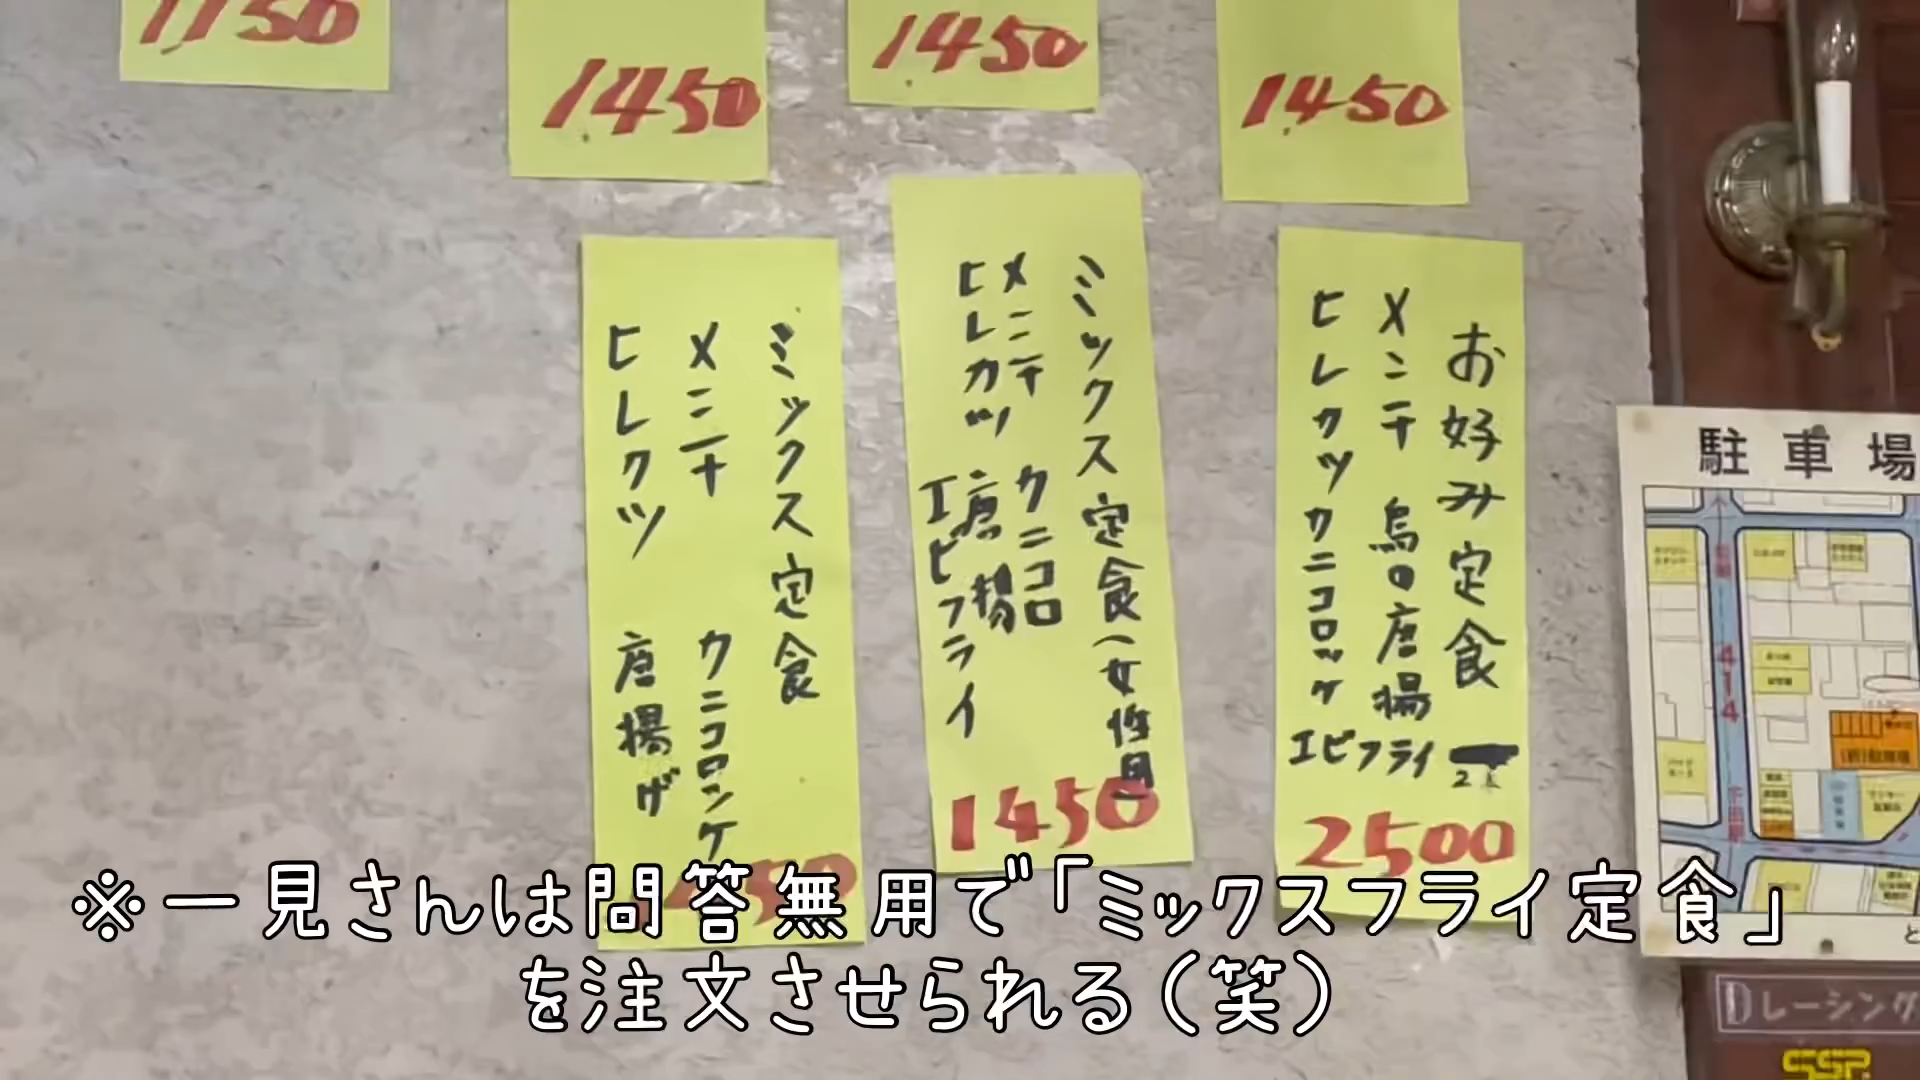 1150
1450
1450
1450
お好み定食
メンチ 鳥の唐揚
ヒレカツ カニコロッケ
エビフライ
2500
ミックス定食(女性用)
メンチ カニコロ
ヒレカツ 唐揚
エビフライ
1450
ミックス定食
メンチ カニコロッケ
ヒレカツ 唐揚げ
駐車場
414
レーシング
SSR
※一見さんは問答無用で「ミックスフライ定食」
を注文させられる(笑)